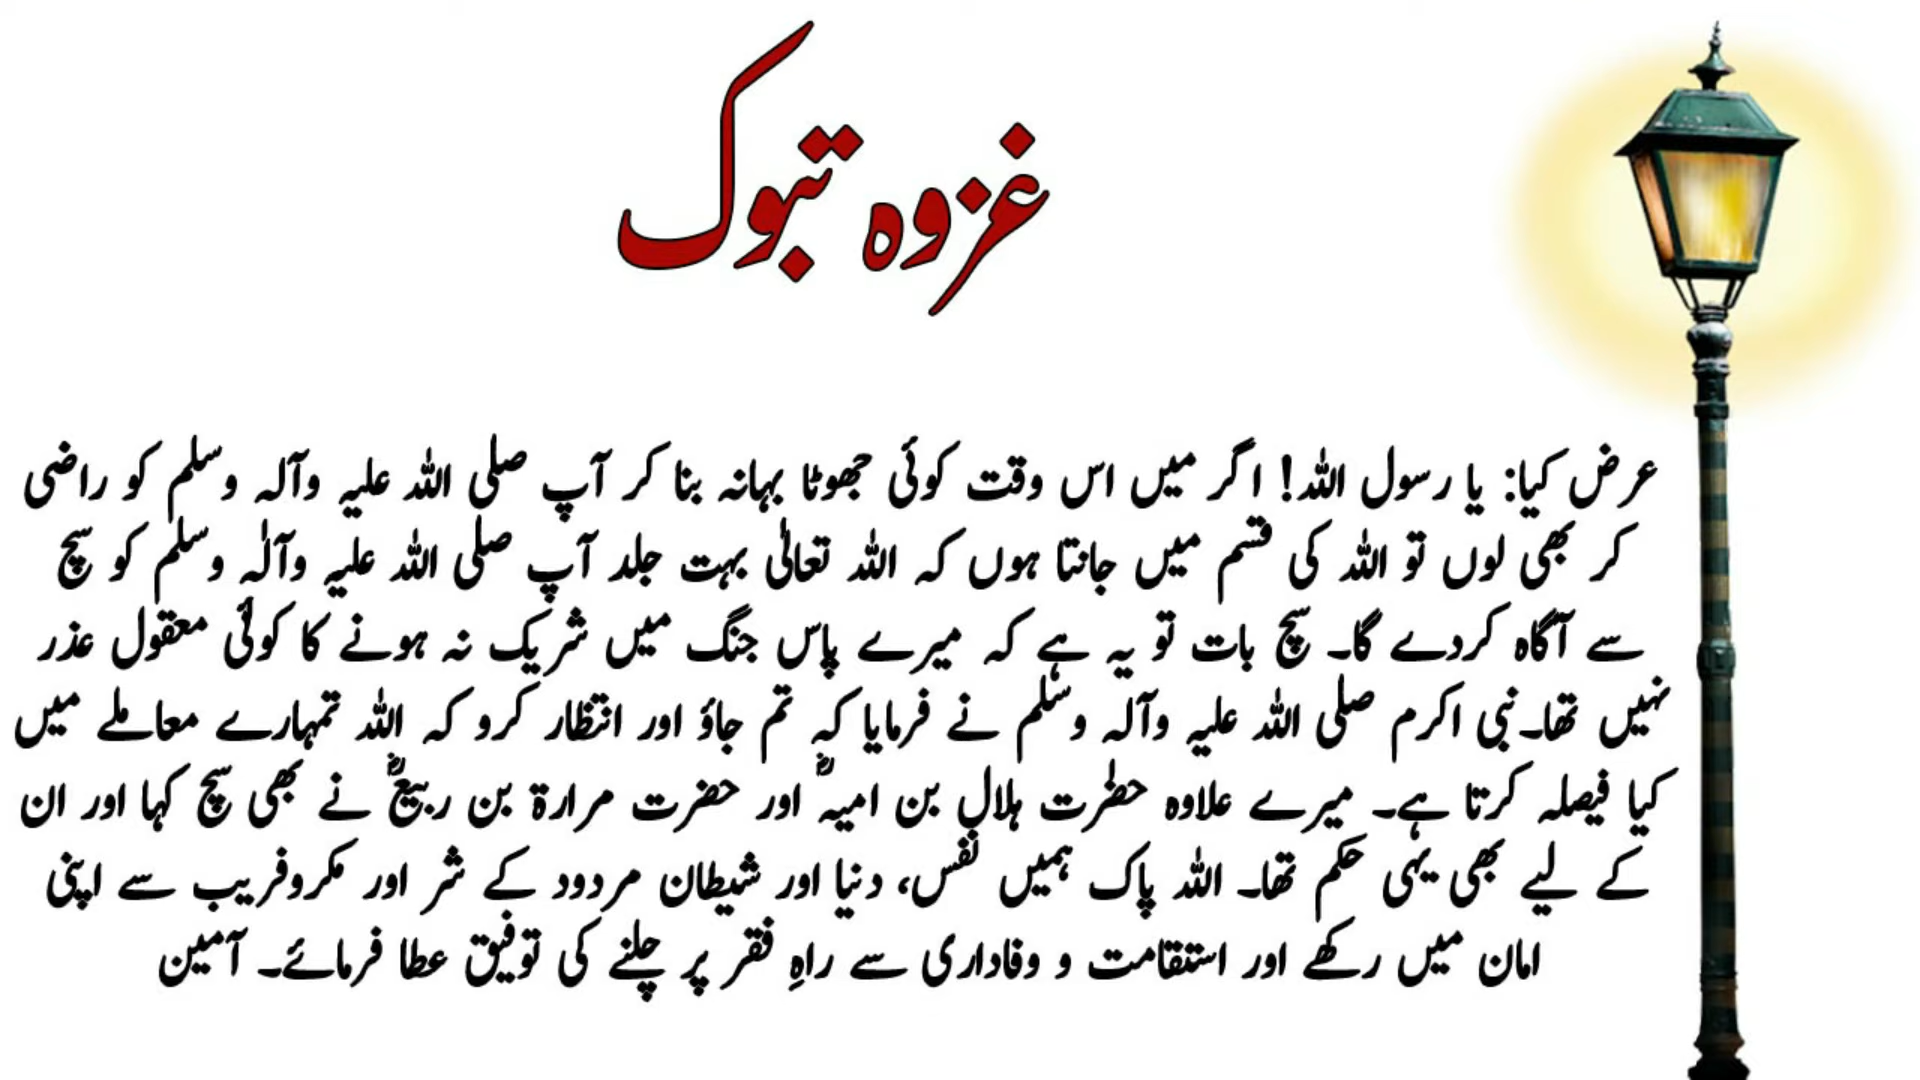 غزوہ تبوک
عرض کیا: یا رسول اللہ! اگر میں اس وقت کوئی جھوٹا بہانہ بنا کر آپ صلی اللہ علیہ وآلہ وسلم کو راضی
کر بھی لوں تو اللہ کی قسم میں جانتا ہوں کہ اللہ تعالیٰ بہت جلد آپ صلی اللہ علیہ وآلہٰ وسلم کو سچ
سے آگاہ کردے گا۔ سچ بات تو یہ ہے کہ میرے پاس جنگ میں شریک نہ ہونے کا کوئی معقول عذر
نہیں تھا۔نبی اکرم صلی اللہ علیہ وآلہ وسلم نے فرمایا کہ تم جاؤ اور انتظار کرو کہ اللہ تمہارے معاملے میں
کیا فیصلہ کرتا ہے۔ میرے علاوہ حضرت ہلال بن امیہؓ اور حضرت مرارۃ بن ربیعؓ نے بھی سچ کہا اور ان
کے لیے بھی یہی حکم تھا۔ اللہ پاک ہمیں نفس، دنیا اور شیطان مردود کے شر اور مکروفریب سے اپنی
امان میں رکھے اور استقامت و وفاداری سے راہِ فقر پر چلنے کی توفیق عطا فرمائے۔ آمین